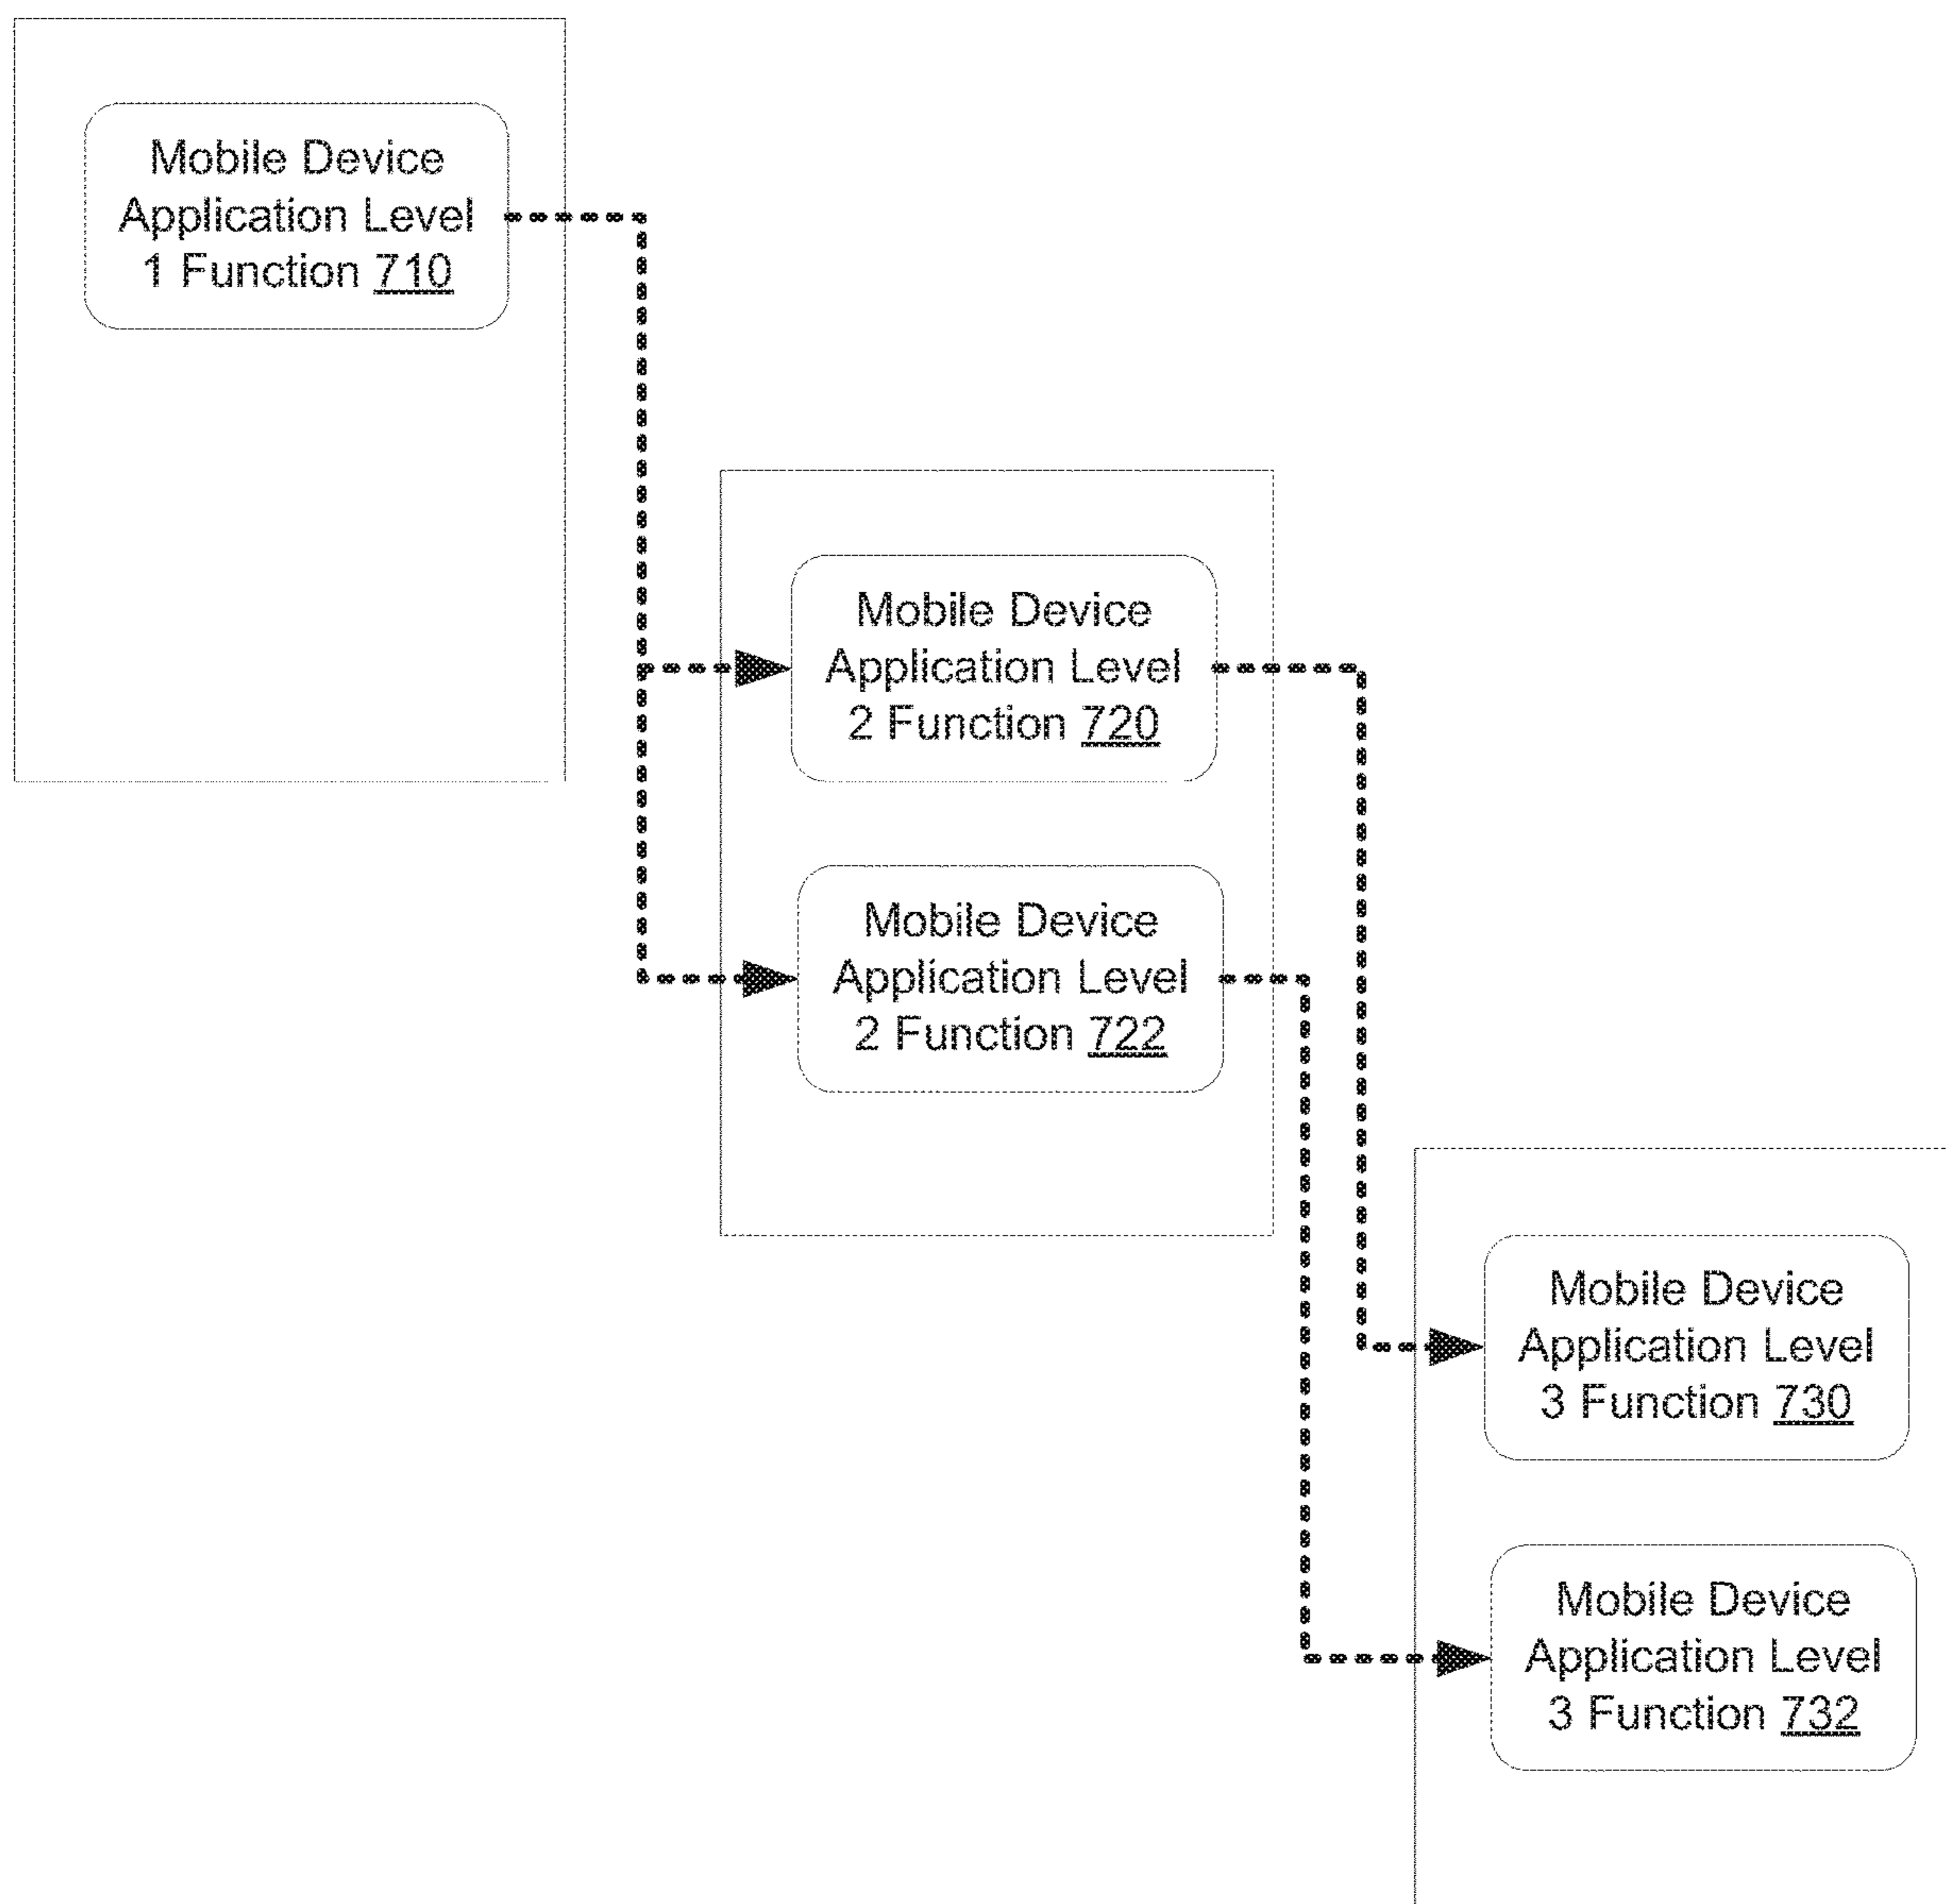 Mobile Device
Application Level
1 Function 710
Mobile Device
Application Level
2 Function 720
Mobile Device
Application Level
2 Function 722
Mobile Device
Application Level
3 Function 730
Mobile Device
Application Level
3 Function 732